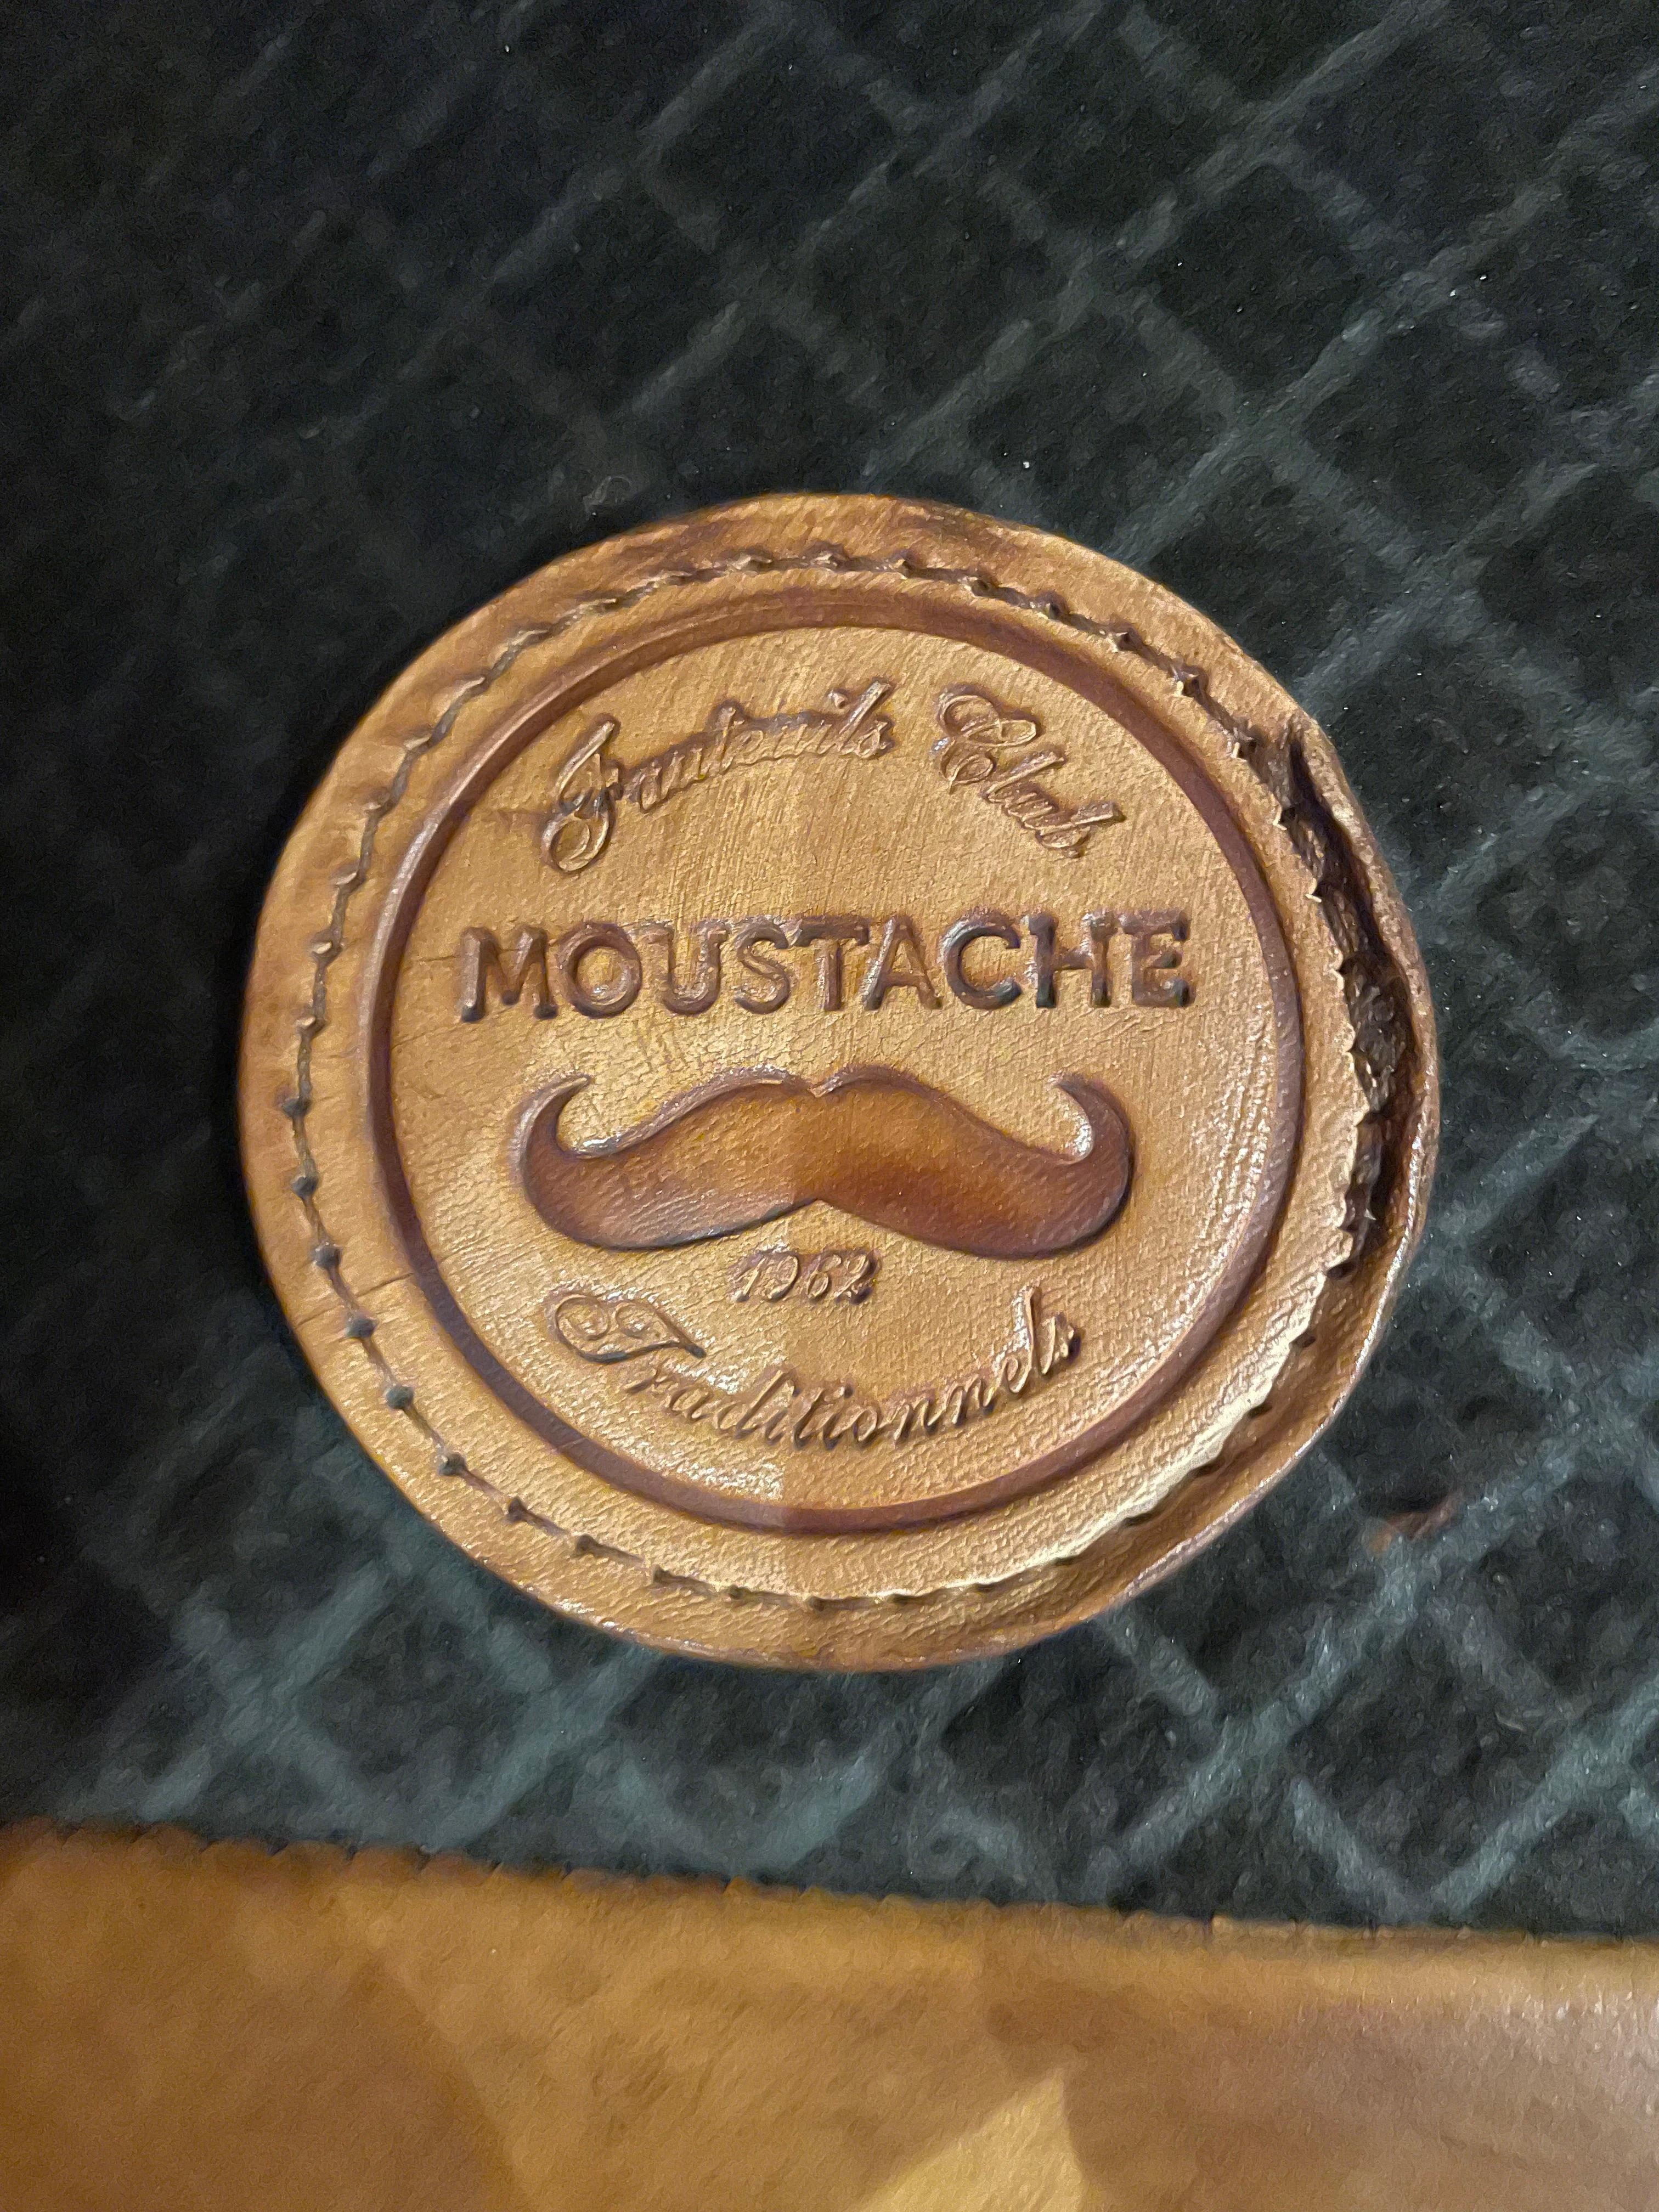 Fauteuils Club
MOUSTACHE
1962
Traditionnels